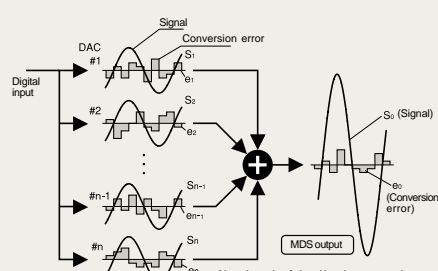 Signal
DAC
Conversion error
#1
S1
e1
Digital
input
#2
S2
e2
S0 (Signal)
#n-1
Sn-1
en-1
e0
(Conversion
error)
#n
Sn
MDS output